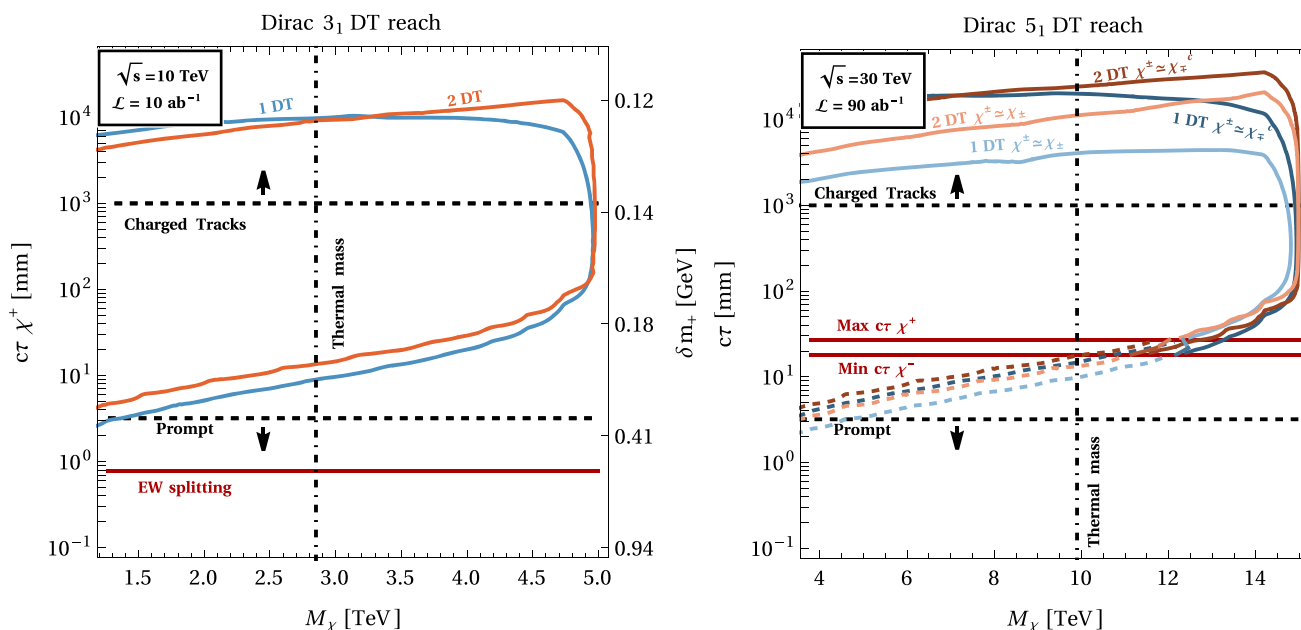 Dirac 3₁ DT reach
√s = 10 TeV
ℒ = 10 ab⁻¹
1 DT
2 DT
Charged Tracks
Thermal mass
Prompt
EW splitting
cτ χ⁺ [mm]
10⁴
10³
10²
10¹
10⁰
10⁻¹
0.12
0.14
0.18
0.41
0.94
δm₊ [GeV]
1.5 2.0 2.5 3.0 3.5 4.0 4.5 5.0
M_χ [TeV]
Dirac 5₁ DT reach
√s = 30 TeV
ℒ = 90 ab⁻¹
2 DT χ^± ≃ χ_∓^c
2 DT χ^± ≃ χ_±
1 DT χ^± ≃ χ_∓^c
1 DT χ^± ≃ χ_±
Charged Tracks
Max cτ χ⁺
Min cτ χ⁻
Prompt
Thermal mass
cτ [mm]
10⁴
10³
10²
10¹
10⁰
10⁻¹
4 6 8 10 12 14
M_χ [TeV]